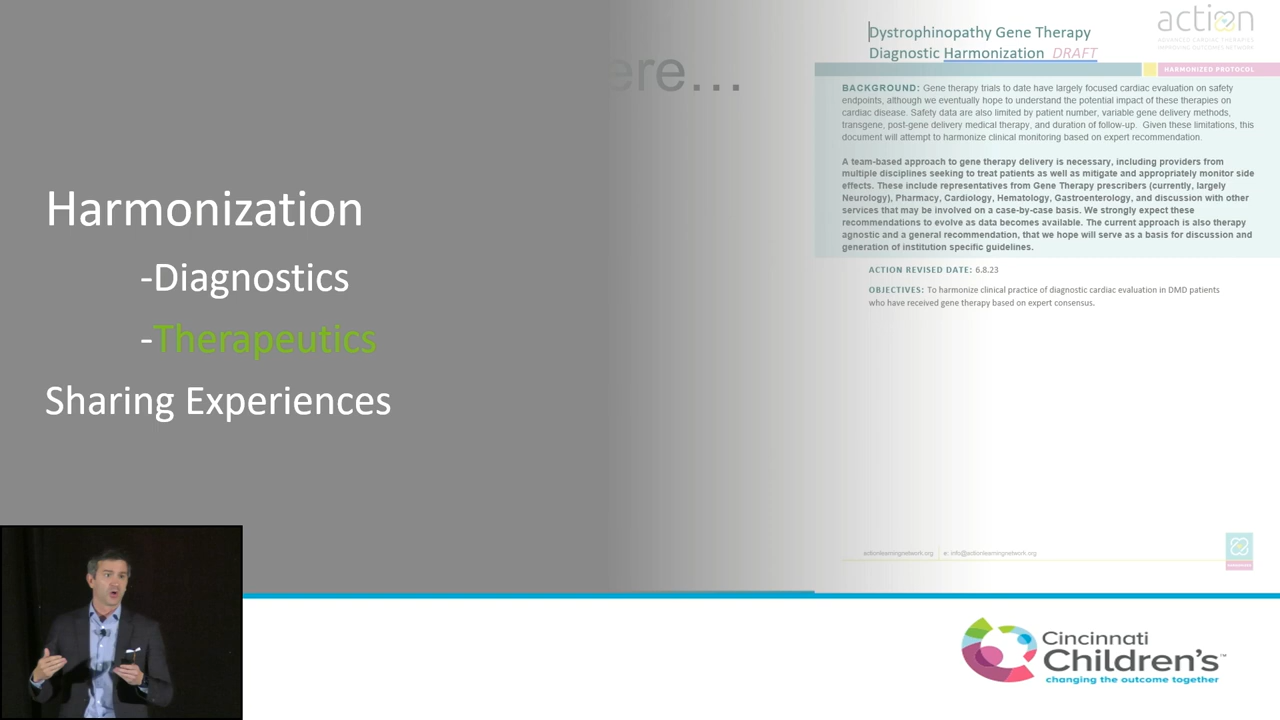 ere...
Harmonization
-Diagnostics
-Therapeutics
Sharing Experiences
Dystrophinopathy Gene Therapy
Diagnostic Harmonization DRAFT
action
ADVANCED CARDIAC THERAPIES
IMPROVING OUTCOMES NETWORK
HARMONIZED PROTOCOL
BACKGROUND: Gene therapy trials to date have largely focused cardiac evaluation on safety
endpoints, although we eventually hope to understand the potential impact of these therapies on
cardiac disease. Safety data are also limited by patient number, variable gene delivery methods,
transgene, post-gene delivery medical therapy, and duration of follow-up. Given these limitations, this
document will attempt to harmonize clinical monitoring based on expert recommendation.
A team-based approach to gene therapy delivery is necessary, including providers from
multiple disciplines seeking to treat patients as well as mitigate and appropriately monitor side
effects. These include representatives from Gene Therapy prescribers (currently, largely
Neurology), Pharmacy, Cardiology, Hematology, Gastroenterology, and discussion with other
services that may be involved on a case-by-case basis. We strongly expect these
recommendations to evolve as data becomes available. The current approach is also therapy
agnostic and a general recommendation, that we hope will serve as a basis for discussion and
generation of institution specific guidelines.
ACTION REVISED DATE: 6.8.23
OBJECTIVES: To harmonize clinical practice of diagnostic cardiac evaluation in DMD patients
who have received gene therapy based on expert consensus.
actionlearningnetwork.org e: info@actionlearningnetwork.org
Cincinnati
Children's™
changing the outcome together